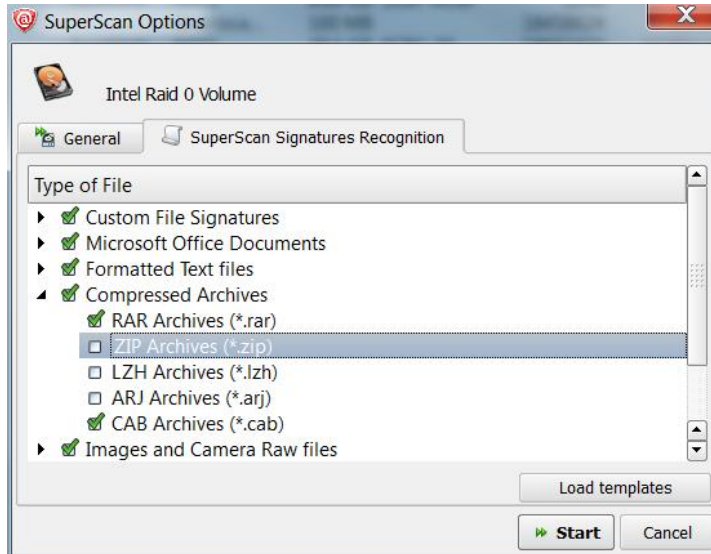 SuperScan Options
Intel Raid 0 Volume
General
SuperScan Signatures Recognition
Type of File
Custom File Signatures
Microsoft Office Documents
Formatted Text files
Compressed Archives
RAR Archives (*.rar)
ZIP Archives (*.zip)
LZH Archives (*.lzh)
ARJ Archives (*.arj)
CAB Archives (*.cab)
Images and Camera Raw files
Load templates
Start
Cancel